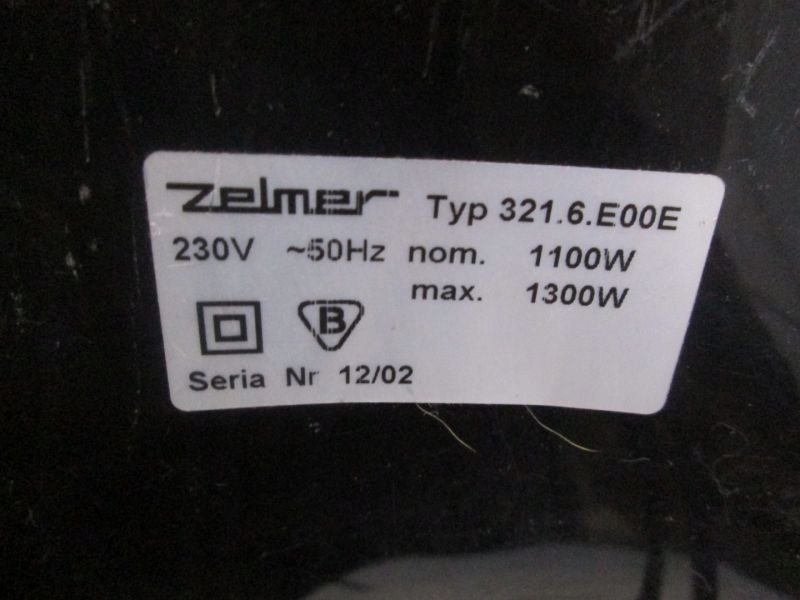 zelmer Typ 321.6.E00E
230V ~50Hz nom. 1100W
max. 1300W
B
Seria Nr 12/02